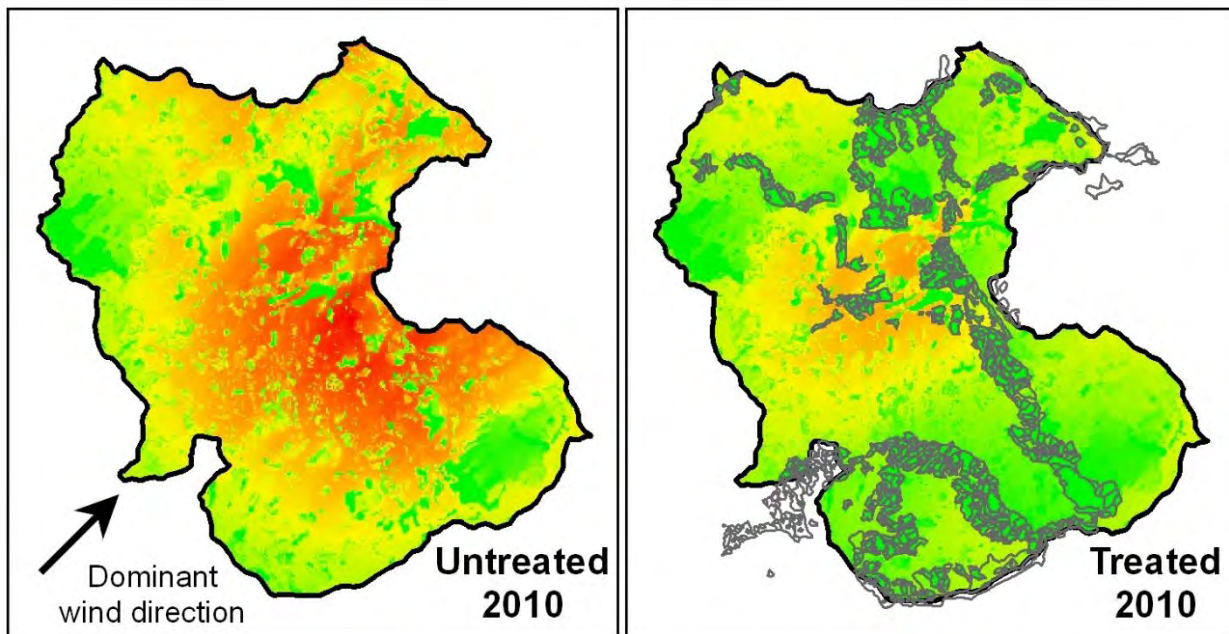 Dominant
wind direction
Untreated
2010
Treated
2010